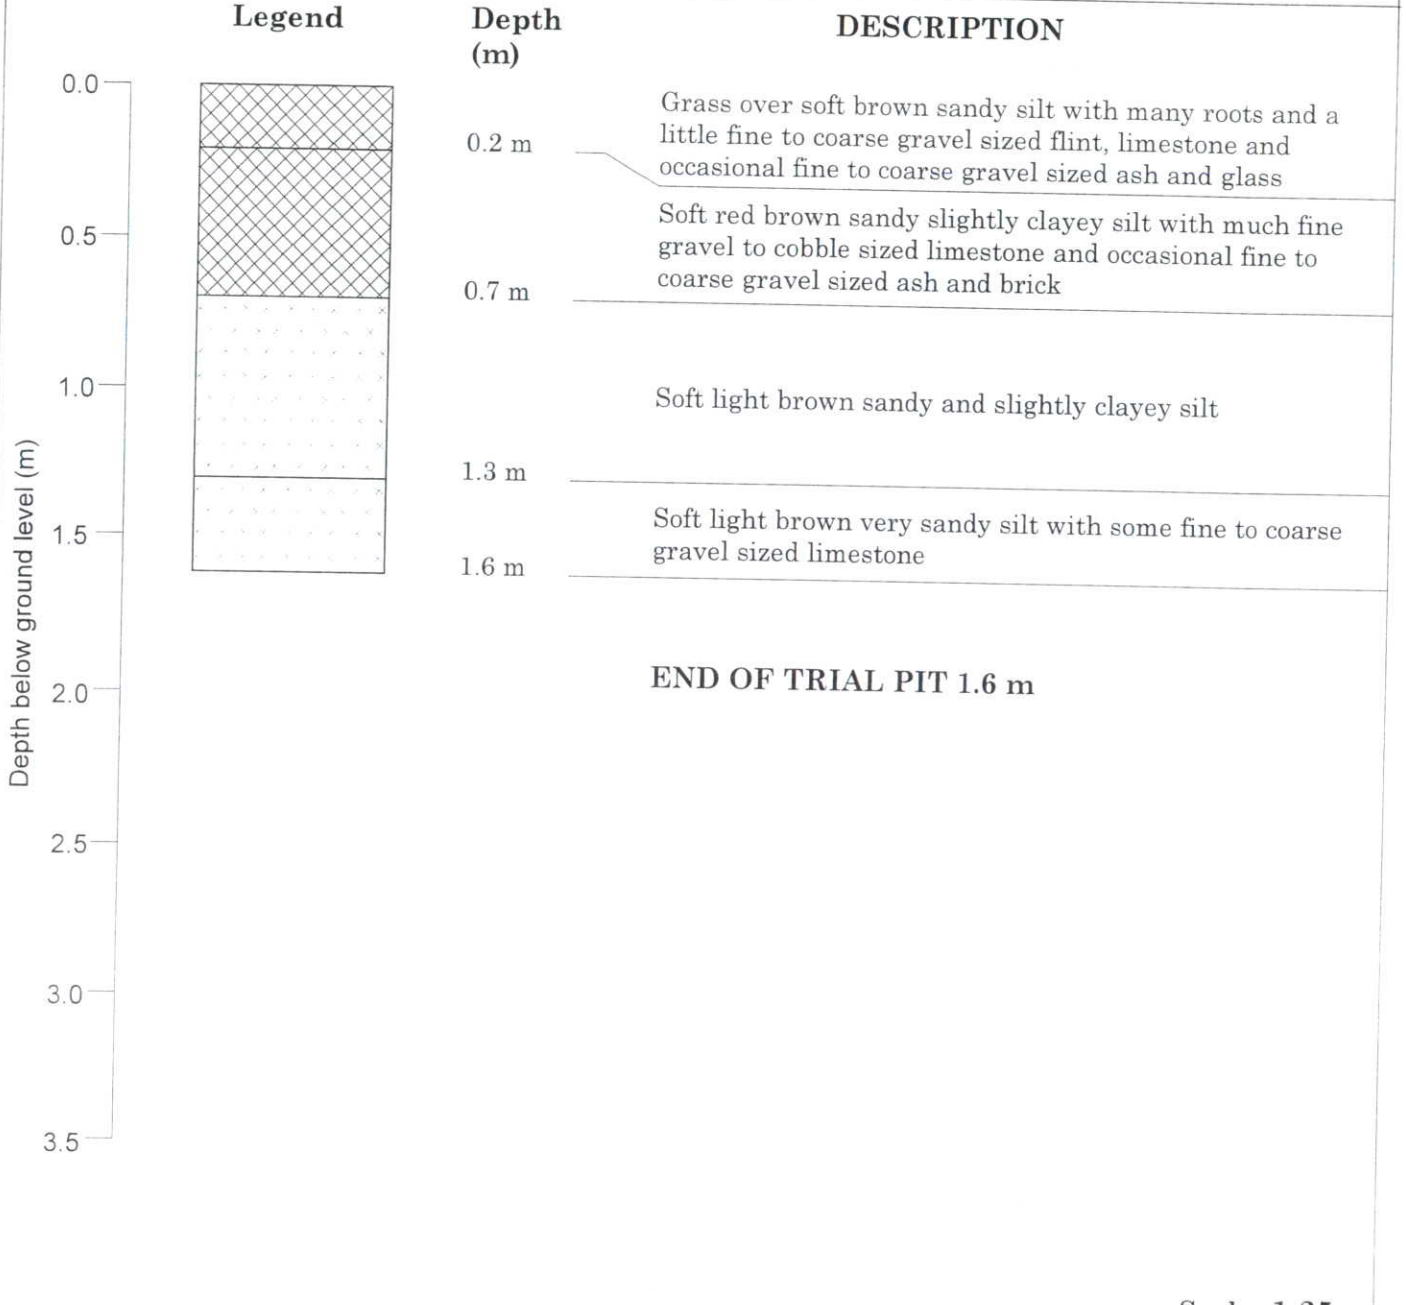 Legend
Depth
(m)
DESCRIPTION
0.0
Grass over soft brown sandy silt with many roots and a
little fine to coarse gravel sized flint, limestone and
occasional fine to coarse gravel sized ash and glass
0.2 m
Soft red brown sandy slightly clayey silt with much fine
gravel to cobble sized limestone and occasional fine to
coarse gravel sized ash and brick
0.5
0.7 m
1.0
Soft light brown sandy and slightly clayey silt
1.3 m
Soft light brown very sandy silt with some fine to coarse
gravel sized limestone
1.5
1.6 m
END OF TRIAL PIT 1.6 m
2.0
2.5
3.0
3.5
Depth below ground level (m)